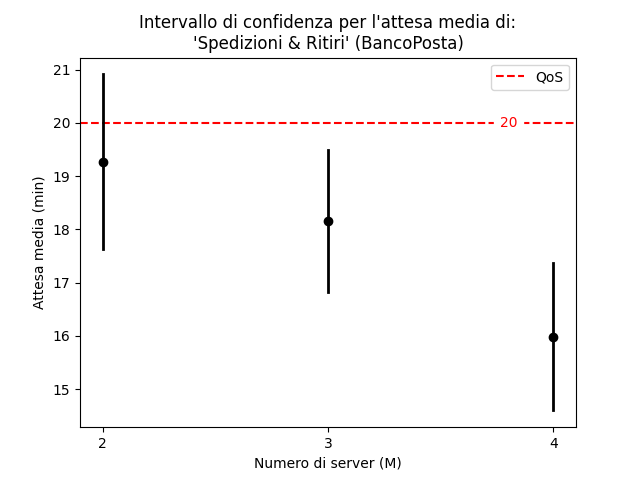 Intervallo di confidenza per l'attesa media di:
'Spedizioni & Ritiri' (BancoPosta)
QoS
20
21
20
19
18
17
16
15
Attesa media (min)
2
3
4
Numero di server (M)